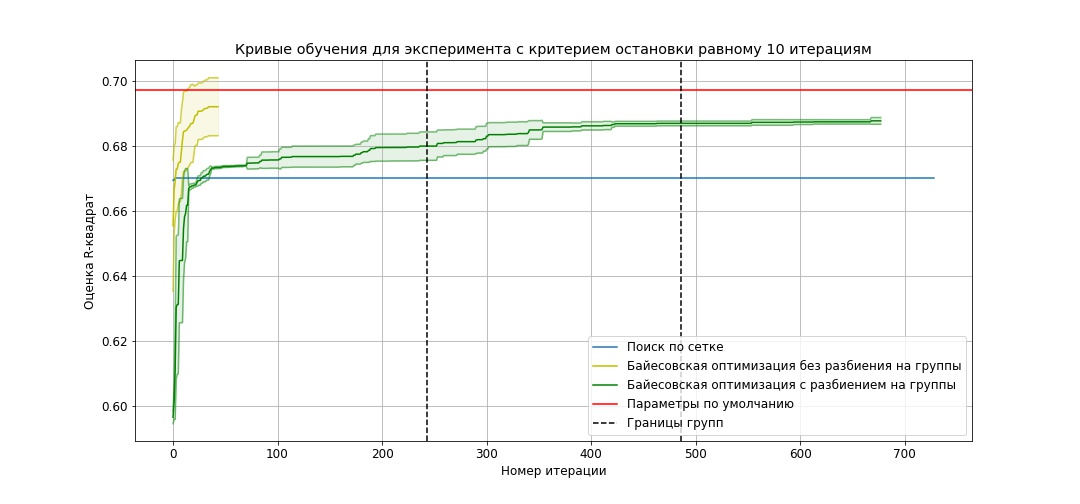 Кривые обучения для эксперимента с критерием остановки равному 10 итерациям
Оценка R-квадрат
0.70
0.68
0.66
0.64
0.62
0.60
Поиск по сетке
Байесовская оптимизация без разбиения на группы
Байесовская оптимизация с разбиением на группы
Параметры по умолчанию
Границы групп
0 100 200 300 400 500 600 700
Номер итерации